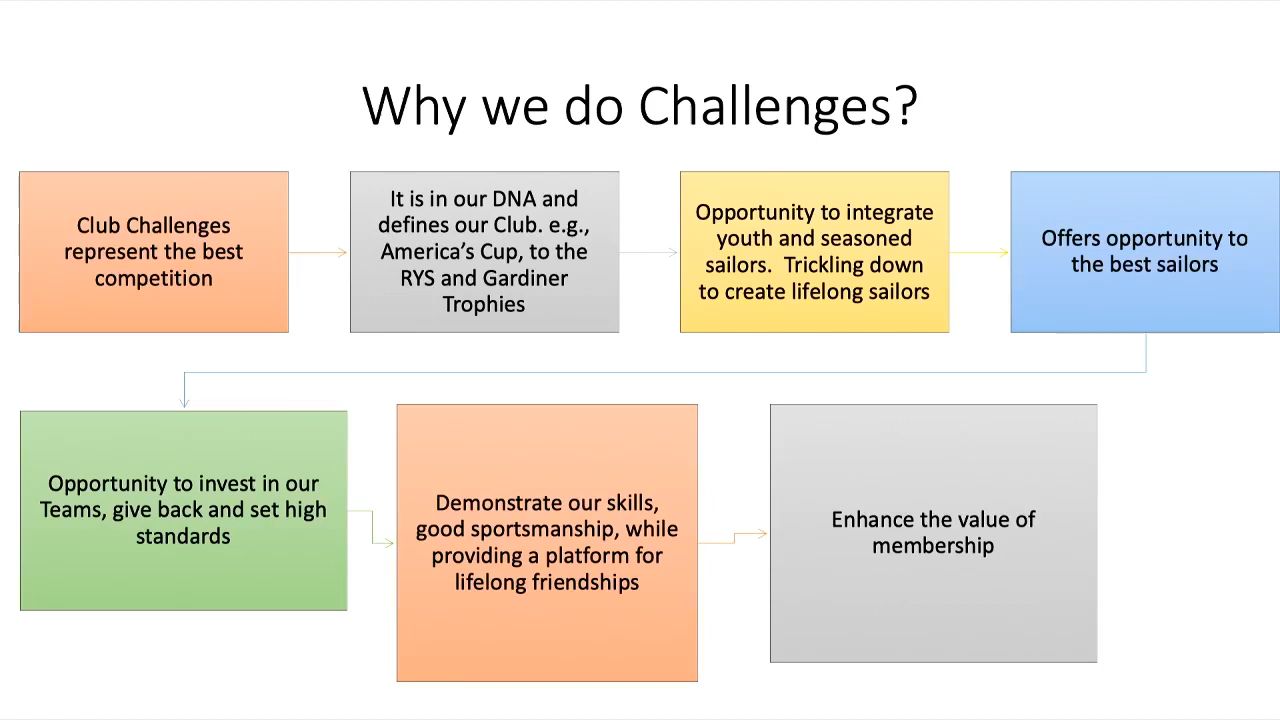 Why we do Challenges?
Club Challenges
represent the best
competition
It is in our DNA and
defines our Club. e.g.,
America’s Cup, to the
RYS and Gardiner
Trophies
Opportunity to integrate
youth and seasoned
sailors.  Trickling down
to create lifelong sailors
Offers opportunity to
the best sailors
Opportunity to invest in our
Teams, give back and set high
standards
Demonstrate our skills,
good sportsmanship, while
providing a platform for
lifelong friendships
Enhance the value of
membership